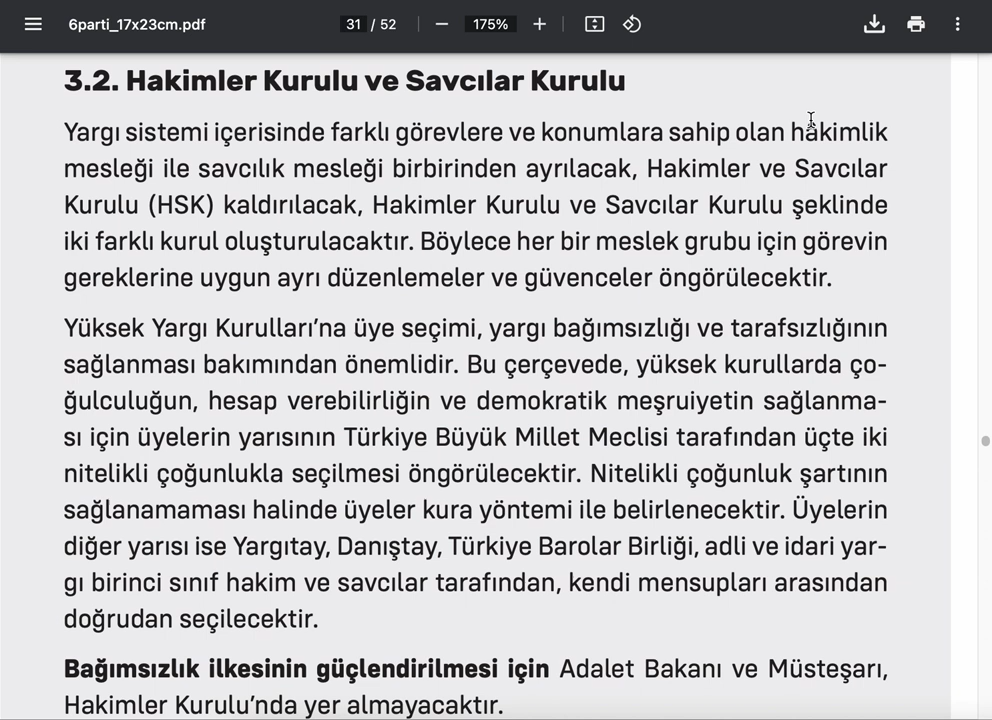 6parti_17x23cm.pdf 31 / 52 175%
3.2. Hakimler Kurulu ve Savcılar Kurulu
Yargı sistemi içerisinde farklı görevlere ve konumlara sahip olan hâkimlik
mesleği ile savcılık mesleği birbirinden ayrılacak, Hakimler ve Savcılar
Kurulu (HSK) kaldırılacak, Hakimler Kurulu ve Savcılar Kurulu şeklinde
iki farklı kurul oluşturulacaktır. Böylece her bir meslek grubu için görevin
gereklerine uygun ayrı düzenlemeler ve güvenceler öngörülecektir.
Yüksek Yargı Kurulları’na üye seçimi, yargı bağımsızlığı ve tarafsızlığının
sağlanması bakımından önemlidir. Bu çerçevede, yüksek kurullarda ço-
ğulculuğun, hesap verebilirliğin ve demokratik meşruiyetin sağlanma-
sı için üyelerin yarısının Türkiye Büyük Millet Meclisi tarafından üçte iki
nitelikli çoğunlukla seçilmesi öngörülecektir. Nitelikli çoğunluk şartının
sağlanamaması halinde üyeler kura yöntemi ile belirlenecektir. Üyelerin
diğer yarısı ise Yargıtay, Danıştay, Türkiye Barolar Birliği, adli ve idari yar-
gı birinci sınıf hakim ve savcılar tarafından, kendi mensupları arasından
doğrudan seçilecektir.
Bağımsızlık ilkesinin güçlendirilmesi için Adalet Bakanı ve Müsteşarı,
Hakimler Kurulu’nda yer almayacaktır.